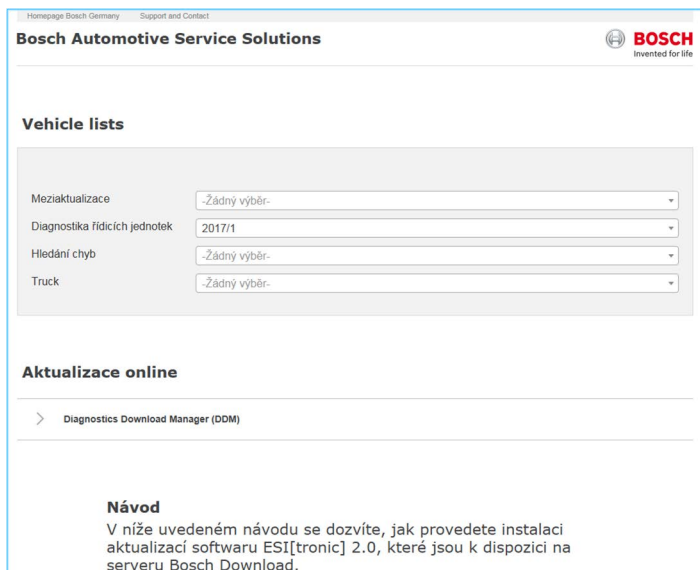 Homepage Bosch Germany Support and Contact
Bosch Automotive Service Solutions
BOSCH
Invented for life
Vehicle lists
Meziaktualizace -Žádný výběr-
Diagnostika řídicích jednotek 2017/1
Hledání chyb -Žádný výběr-
Truck -Žádný výběr-
Aktualizace online
Diagnostics Download Manager (DDM)
Návod
V níže uvedeném návodu se dozvíte, jak provedete instalaci
aktualizací softwaru ESI[tronic] 2.0, které jsou k dispozici na
serveru Bosch Download.